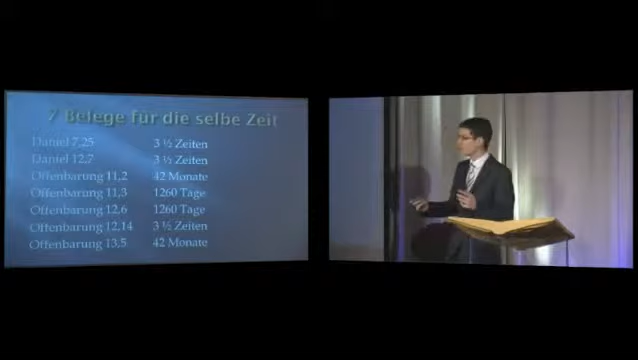 7 Belege für die selbe Zeit
Daniel 7,25 3 ½ Zeiten
Daniel 12,7 3 ½ Zeiten
Offenbarung 11,2 42 Monate
Offenbarung 11,3 1260 Tage
Offenbarung 12,6 1260 Tage
Offenbarung 12,14 3 ½ Zeiten
Offenbarung 13,5 42 Monate